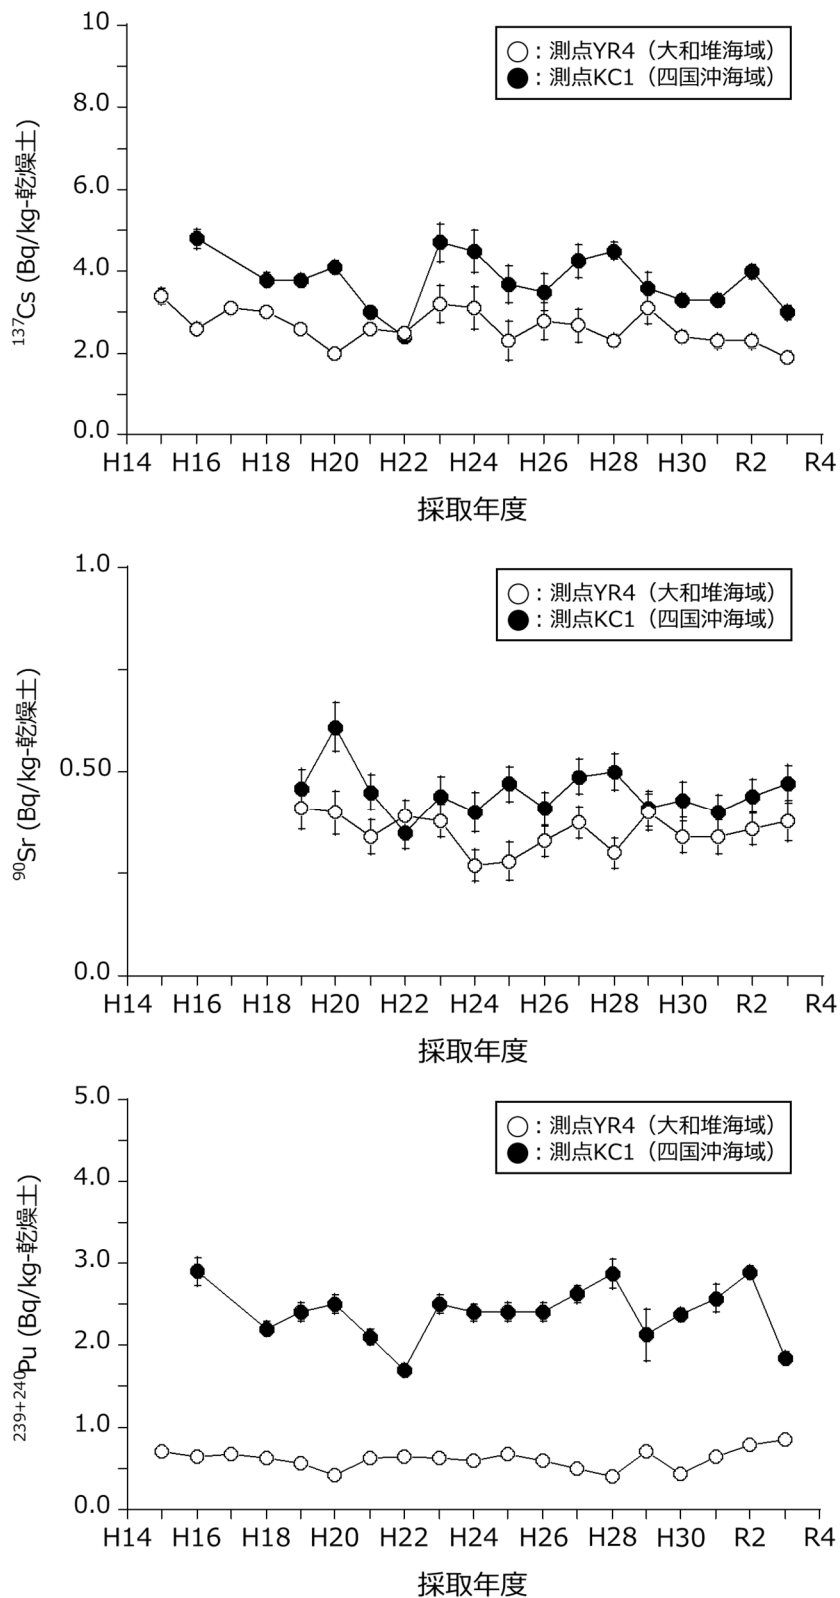 10
○：測点YR4（大和堆海域）
●：測点KC1（四国沖海域）
8.0
6.0
4.0
2.0
0.0
137Cs (Bq/kg-乾燥土)
H14 H16 H18 H20 H22 H24 H26 H28 H30 R2 R4
採取年度
1.0
○：測点YR4（大和堆海域）
●：測点KC1（四国沖海域）
0.50
0.0
90Sr (Bq/kg-乾燥土)
H14 H16 H18 H20 H22 H24 H26 H28 H30 R2 R4
採取年度
5.0
○：測点YR4（大和堆海域）
●：測点KC1（四国沖海域）
4.0
3.0
2.0
1.0
0.0
239+240Pu (Bq/kg-乾燥土)
H14 H16 H18 H20 H22 H24 H26 H28 H30 R2 R4
採取年度